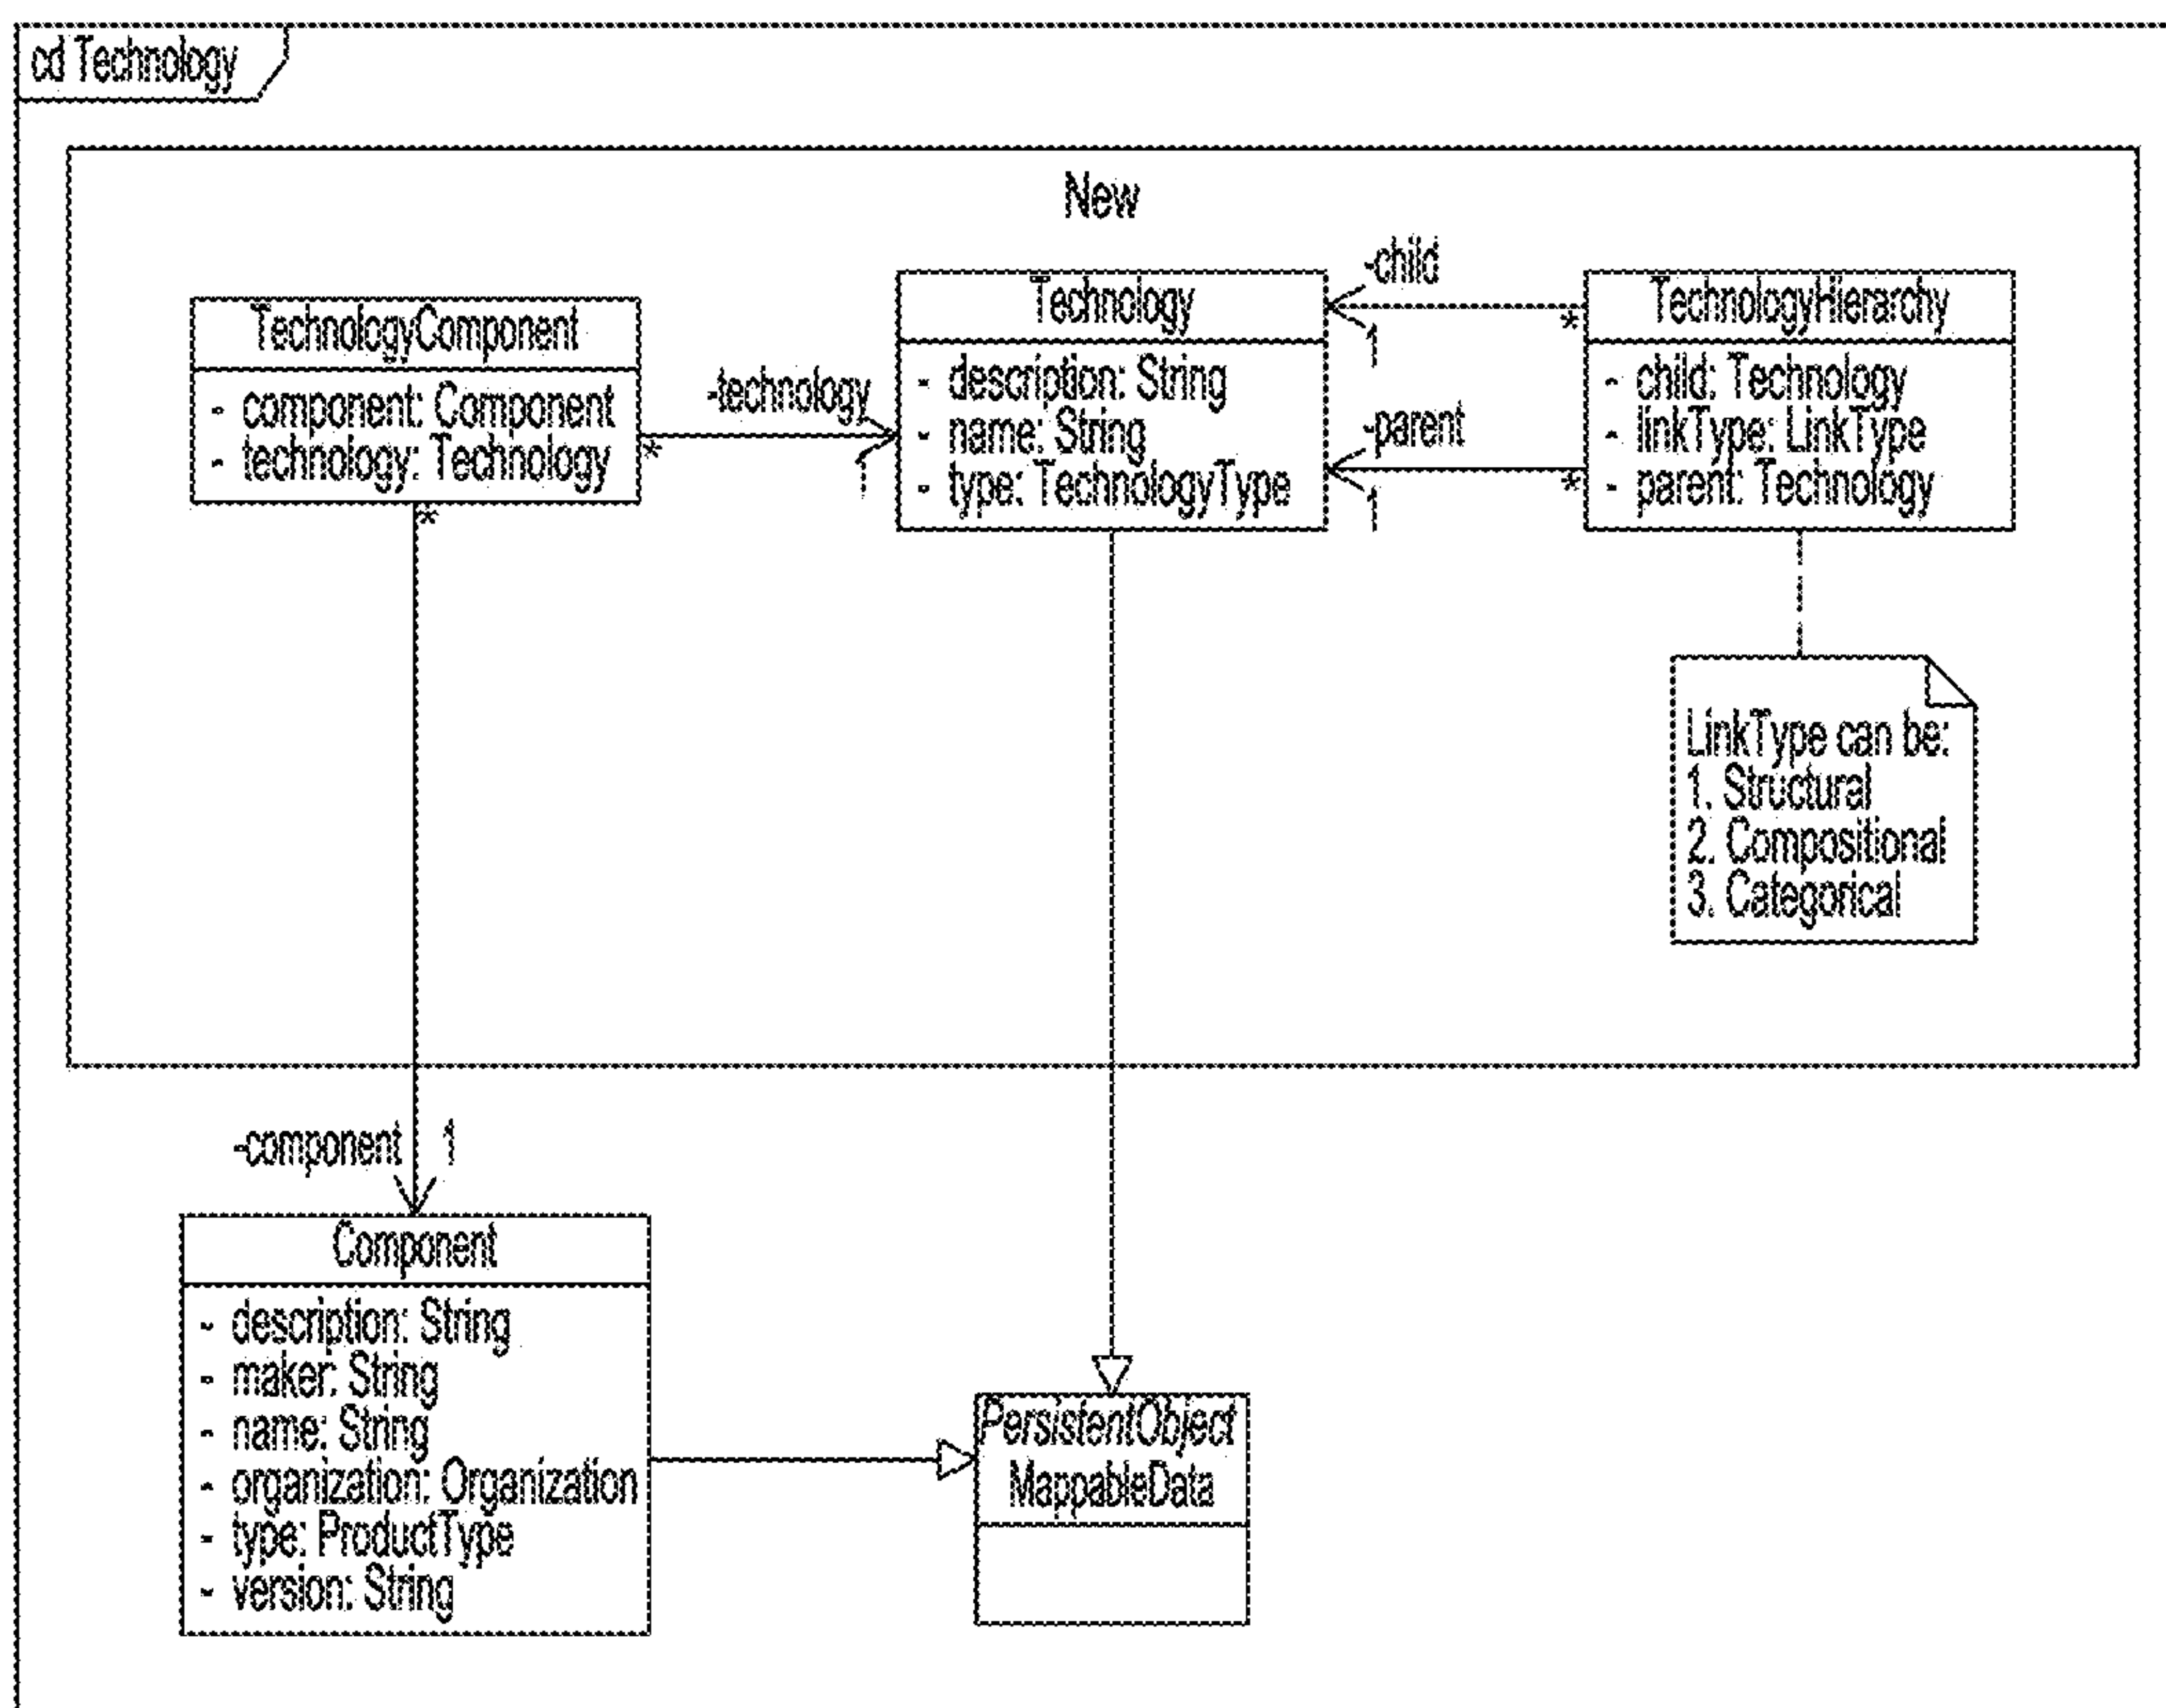 cd Technology
New
TechnologyComponent
- component: Component
- technology: Technology
*
*
-technology
1
Technology
- description: String
- name: String
- type: TechnologyType
-child
1
*
-parent
1
*
TechnologyHierarchy
- child: Technology
- linkType: LinkType
- parent: Technology
LinkType can be:
1. Structural
2. Compositional
3. Categorical
-component
1
Component
- description: String
- maker: String
- name: String
- organization: Organization
- type: ProductType
- version: String
PersistentObject
MappableData